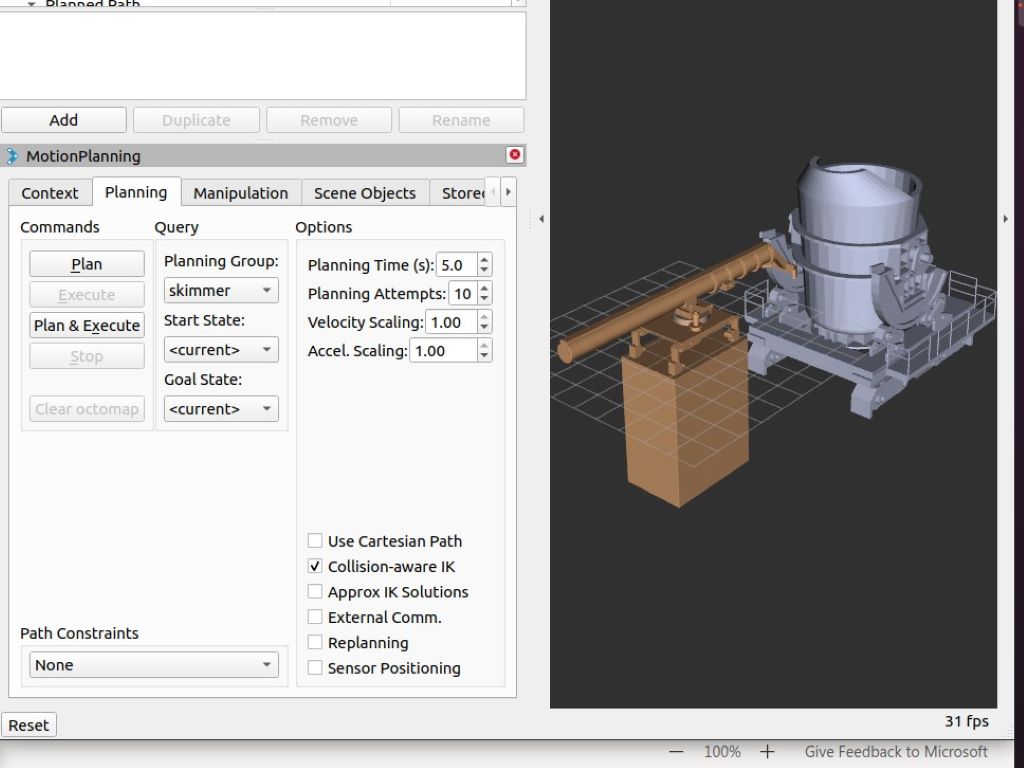 Planned Path
Add Duplicate Remove Rename
MotionPlanning
Context Planning Manipulation Scene Objects Store
Commands Query Options
Plan
Execute
Plan & Execute
Stop
Clear octomap
Planning Group:
skimmer
Start State:
<current>
Goal State:
<current>
Planning Time (s): 5.0
Planning Attempts: 10
Velocity Scaling: 1.00
Accel. Scaling: 1.00
Use Cartesian Path
Collision-aware IK
Approx IK Solutions
External Comm.
Replanning
Sensor Positioning
Path Constraints
None
Reset
31 fps
100% Give Feedback to Microsoft